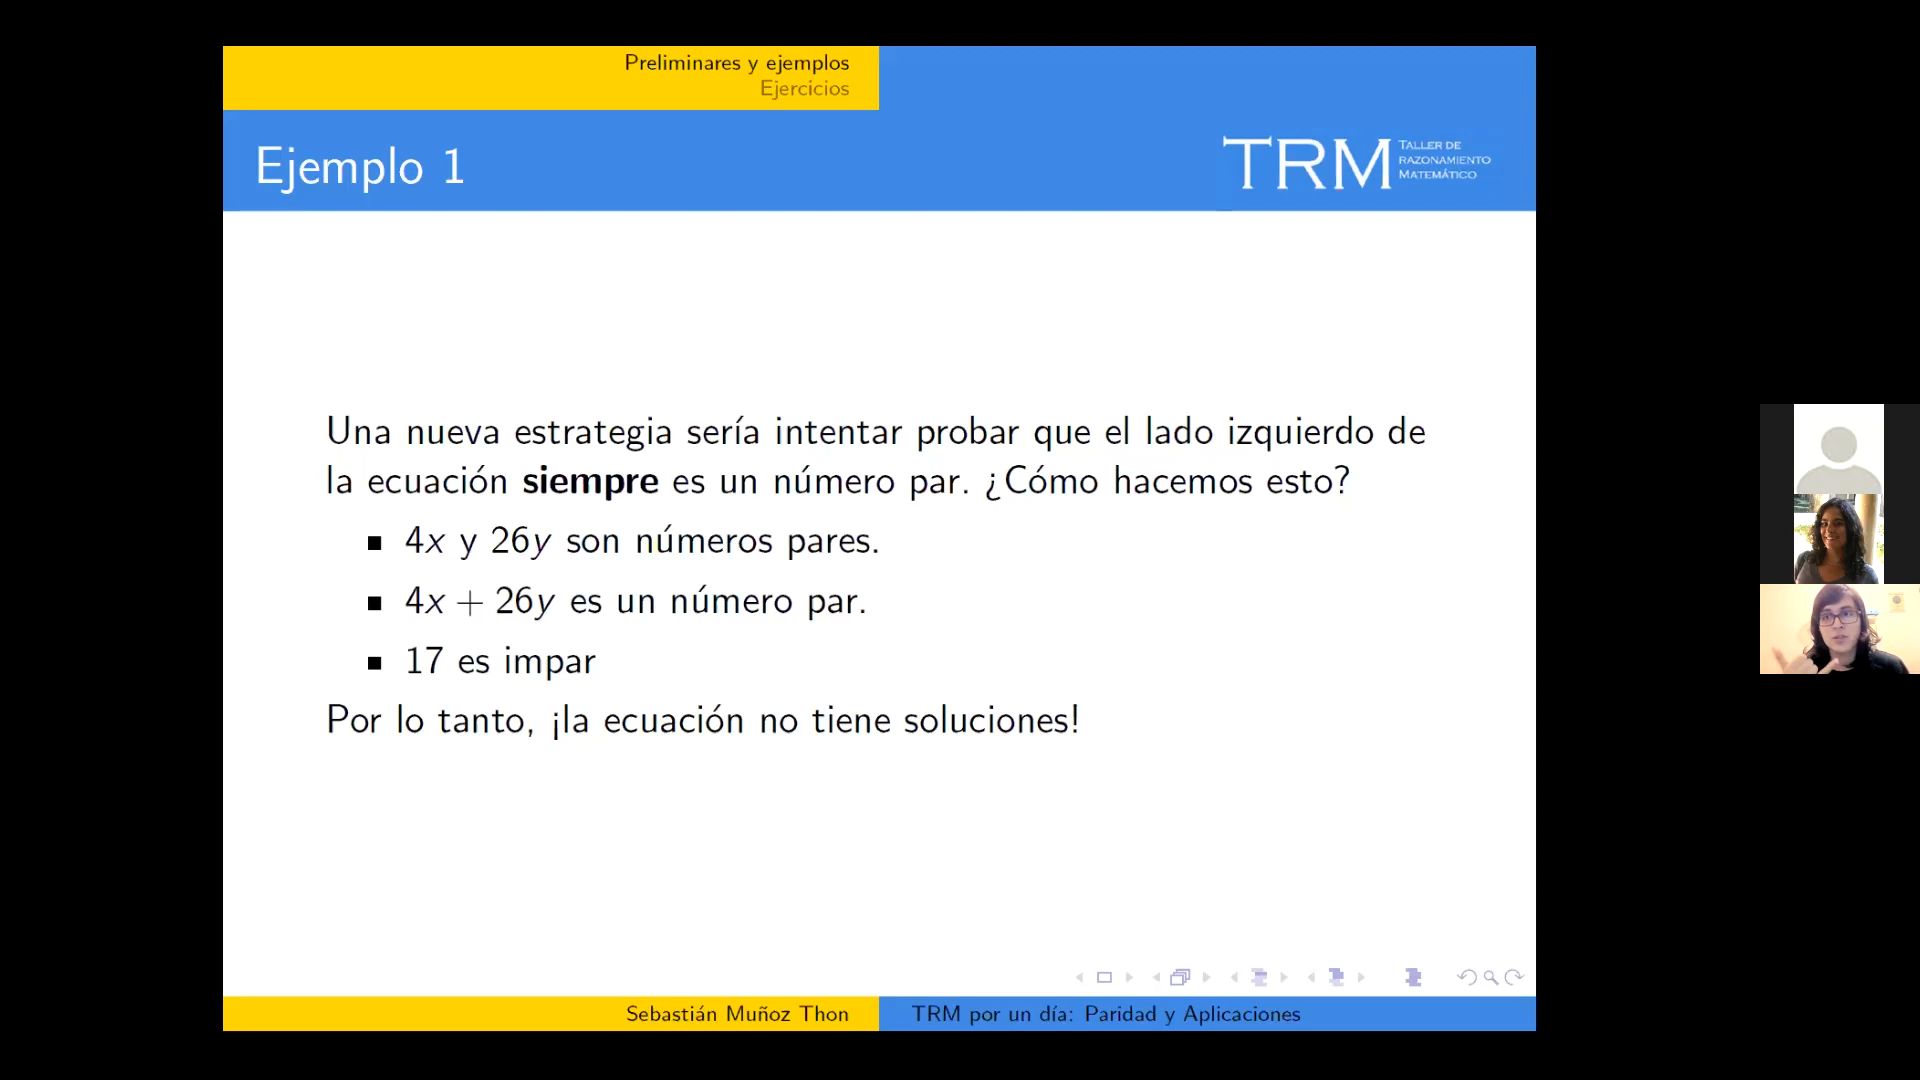 Preliminares y ejemplos
Ejercicios
Ejemplo 1
TRM
TALLER DE
RAZONAMIENTO
MATEMÁTICO
Una nueva estrategia sería intentar probar que el lado izquierdo de
la ecuación siempre es un número par. ¿Cómo hacemos esto?
4x y 26y son números pares.
4x + 26y es un número par.
17 es impar
Por lo tanto, ¡la ecuación no tiene soluciones!
Sebastián Muñoz Thon
TRM por un día: Paridad y Aplicaciones